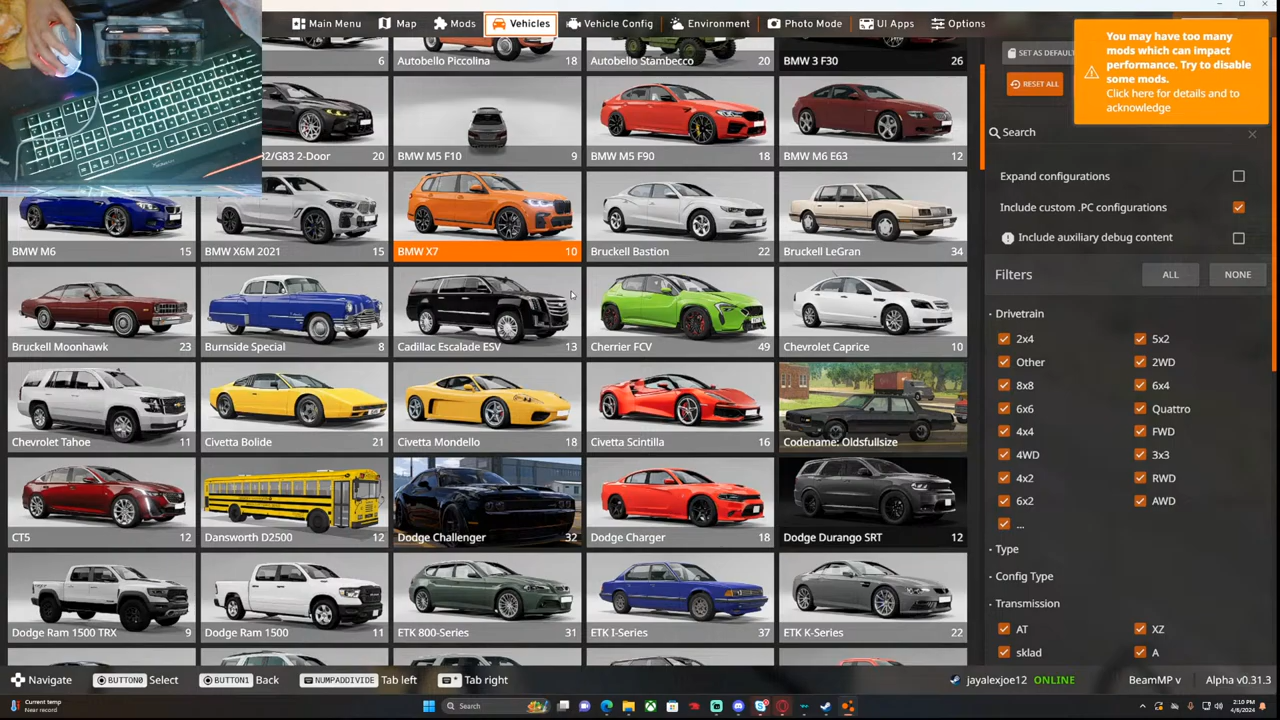 Main Menu
Map
Mods
Vehicles
Vehicle Config
Environment
Photo Mode
UI Apps
Options
You may have too many
mods which can impact
performance. Try to disable
some mods.
Click here for details and to
acknowledge
6
Autobello Piccolina 18
Autobello Stambecco 20
BMW 3 F30 26
SET AS DEFAULT
RESET ALL
Search
2/G83 2-Door 20
BMW M5 F10 9
BMW M5 F90 18
BMW M6 E63 12
Expand configurations
Include custom .PC configurations
Include auxiliary debug content
BMW M6 15
BMW X6M 2021 15
BMW X7 10
Bruckell Bastion 22
Bruckell LeGran 34
Filters
ALL
NONE
Bruckell Moonhawk 23
Burnside Special 8
Cadillac Escalade ESV 13
Cherrier FCV 49
Chevrolet Caprice 10
- Drivetrain
2x4
5x2
Other
2WD
8x8
6x4
6x6
Quattro
4x4
FWD
4WD
3x3
4x2
RWD
6x2
AWD
...
Chevrolet Tahoe 11
Civetta Bolide 21
Civetta Mondello 18
Civetta Scintilla 16
Codename: Oldsfullsize
CT5 12
Dansworth D2500 12
Dodge Challenger 32
Dodge Charger 18
Dodge Durango SRT 12
- Type
- Config Type
- Transmission
AT
XZ
sklad
A
Dodge Ram 1500 TRX 9
Dodge Ram 1500 11
ETK 800-Series 31
ETK I-Series 37
ETK K-Series 22
Navigate
BUTTON0 Select
BUTTON1 Back
NUMPADDIVIDE Tab left
Tab right
jayalexjoe12 ONLINE
BeamMP v
Alpha v0.31.3
Current temp
Near record
Search
2:10 PM
4/6/2024